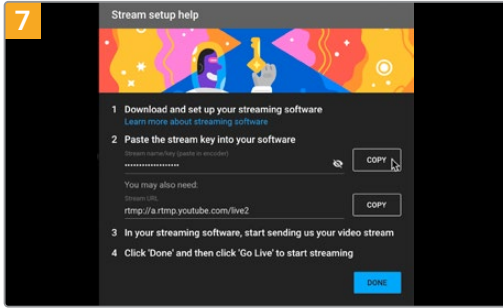 7
Stream setup help
1 Download and set up your streaming software
Learn more about streaming software
2 Paste the stream key into your software
Stream name/key (paste in encoder)
••••••••••••••••••••
COPY
You may also need:
Stream URL
rtmp://a.rtmp.youtube.com/live2
COPY
3 In your streaming software, start sending us your video stream
4 Click 'Done' and then click 'Go Live' to start streaming
DONE